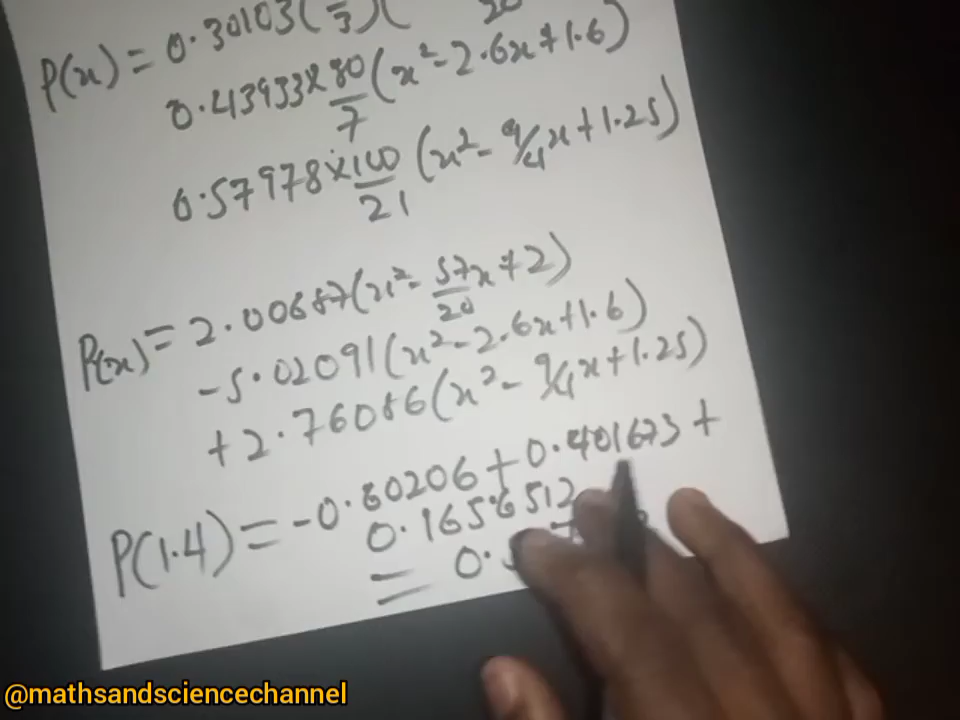 P(x) = 0.30103(
0.43933 × 80/7 (x² - 2.6x + 1.6)
0.57978 × 100/21 (x² - 9/4x + 1.25)
P(x) = 2.00687(x² - 57/20x + 2)
-5.02091(x² - 2.6x + 1.6)
+2.76086(x² - 9/4x + 1.25)
P(1.4) = -0.80206 + 0.401673 +
0.1656512
= 0.
@mathsandsciencechannel